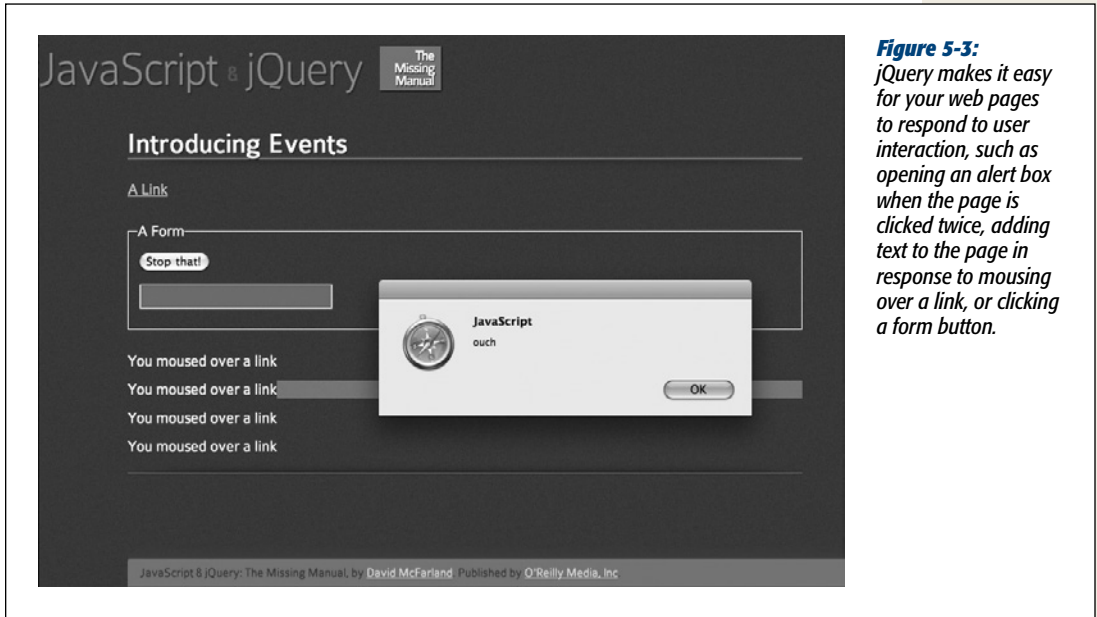 JavaScript & jQuery
The
Missing
Manual
Introducing Events
A Link
A Form
Stop that!
JavaScript
ouch
OK
You moused over a link
You moused over a link
You moused over a link
You moused over a link
JavaScript & jQuery: The Missing Manual, by David McFarland. Published by O'Reilly Media, Inc.
Figure 5-3:
jQuery makes it easy
for your web pages
to respond to user
interaction, such as
opening an alert box
when the page is
clicked twice, adding
text to the page in
response to mousing
over a link, or clicking
a form button.